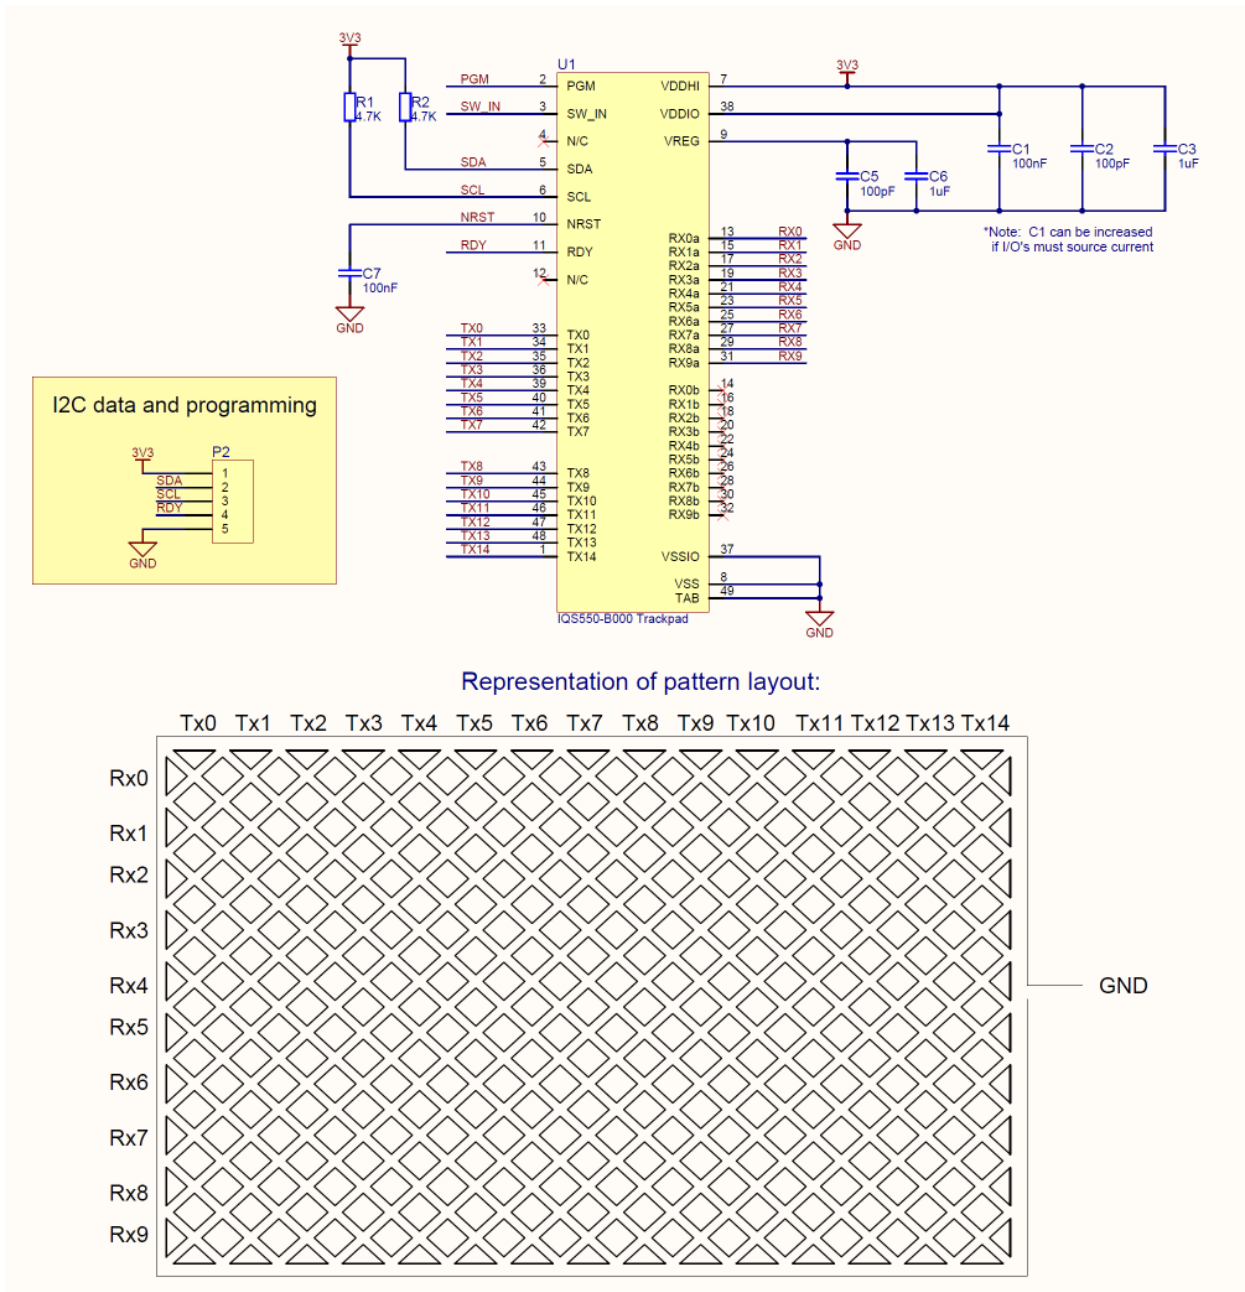 3V3
R1
4.7K
R2
4.7K
PGM 2
SW_IN 3
4
SDA 5
SCL 6
NRST 10
RDY 11
12
C7
100nF
GND
U1
PGM
SW_IN
N/C
SDA
SCL
NRST
RDY
N/C
TX0 33 TX0
TX1 34 TX1
TX2 35 TX2
TX3 36 TX3
TX4 39 TX4
TX5 40 TX5
TX6 41 TX6
TX7 42 TX7
TX8 43 TX8
TX9 44 TX9
TX10 45 TX10
TX11 46 TX11
TX12 47 TX12
TX13 48 TX13
TX14 1 TX14
VDDHI 7
VDDIO 38
VREG 9
RX0a 13 RX0
RX1a 15 RX1
RX2a 17 RX2
RX3a 19 RX3
RX4a 21 RX4
RX5a 23 RX5
RX6a 25 RX6
RX7a 27 RX7
RX8a 29 RX8
RX9a 31 RX9
RX0b 14
RX1b 16
RX2b 18
RX3b 20
RX4b 22
RX5b 24
RX6b 26
RX7b 28
RX8b 30
RX9b 32
VSSIO 37
VSS 8
TAB 49
GND
IQS550-B000 Trackpad
3V3
C5
100pF
C6
1uF
C1
100nF
C2
100pF
C3
1uF
GND
*Note: C1 can be increased
if I/O's must source current
I2C data and programming
P2
3V3
1
SDA 2
SCL 3
RDY 4
5
GND
Representation of pattern layout:
Tx0 Tx1 Tx2 Tx3 Tx4 Tx5 Tx6 Tx7 Tx8 Tx9 Tx10 Tx11 Tx12 Tx13 Tx14
Rx0
Rx1
Rx2
Rx3
Rx4
Rx5
Rx6
Rx7
Rx8
Rx9
GND